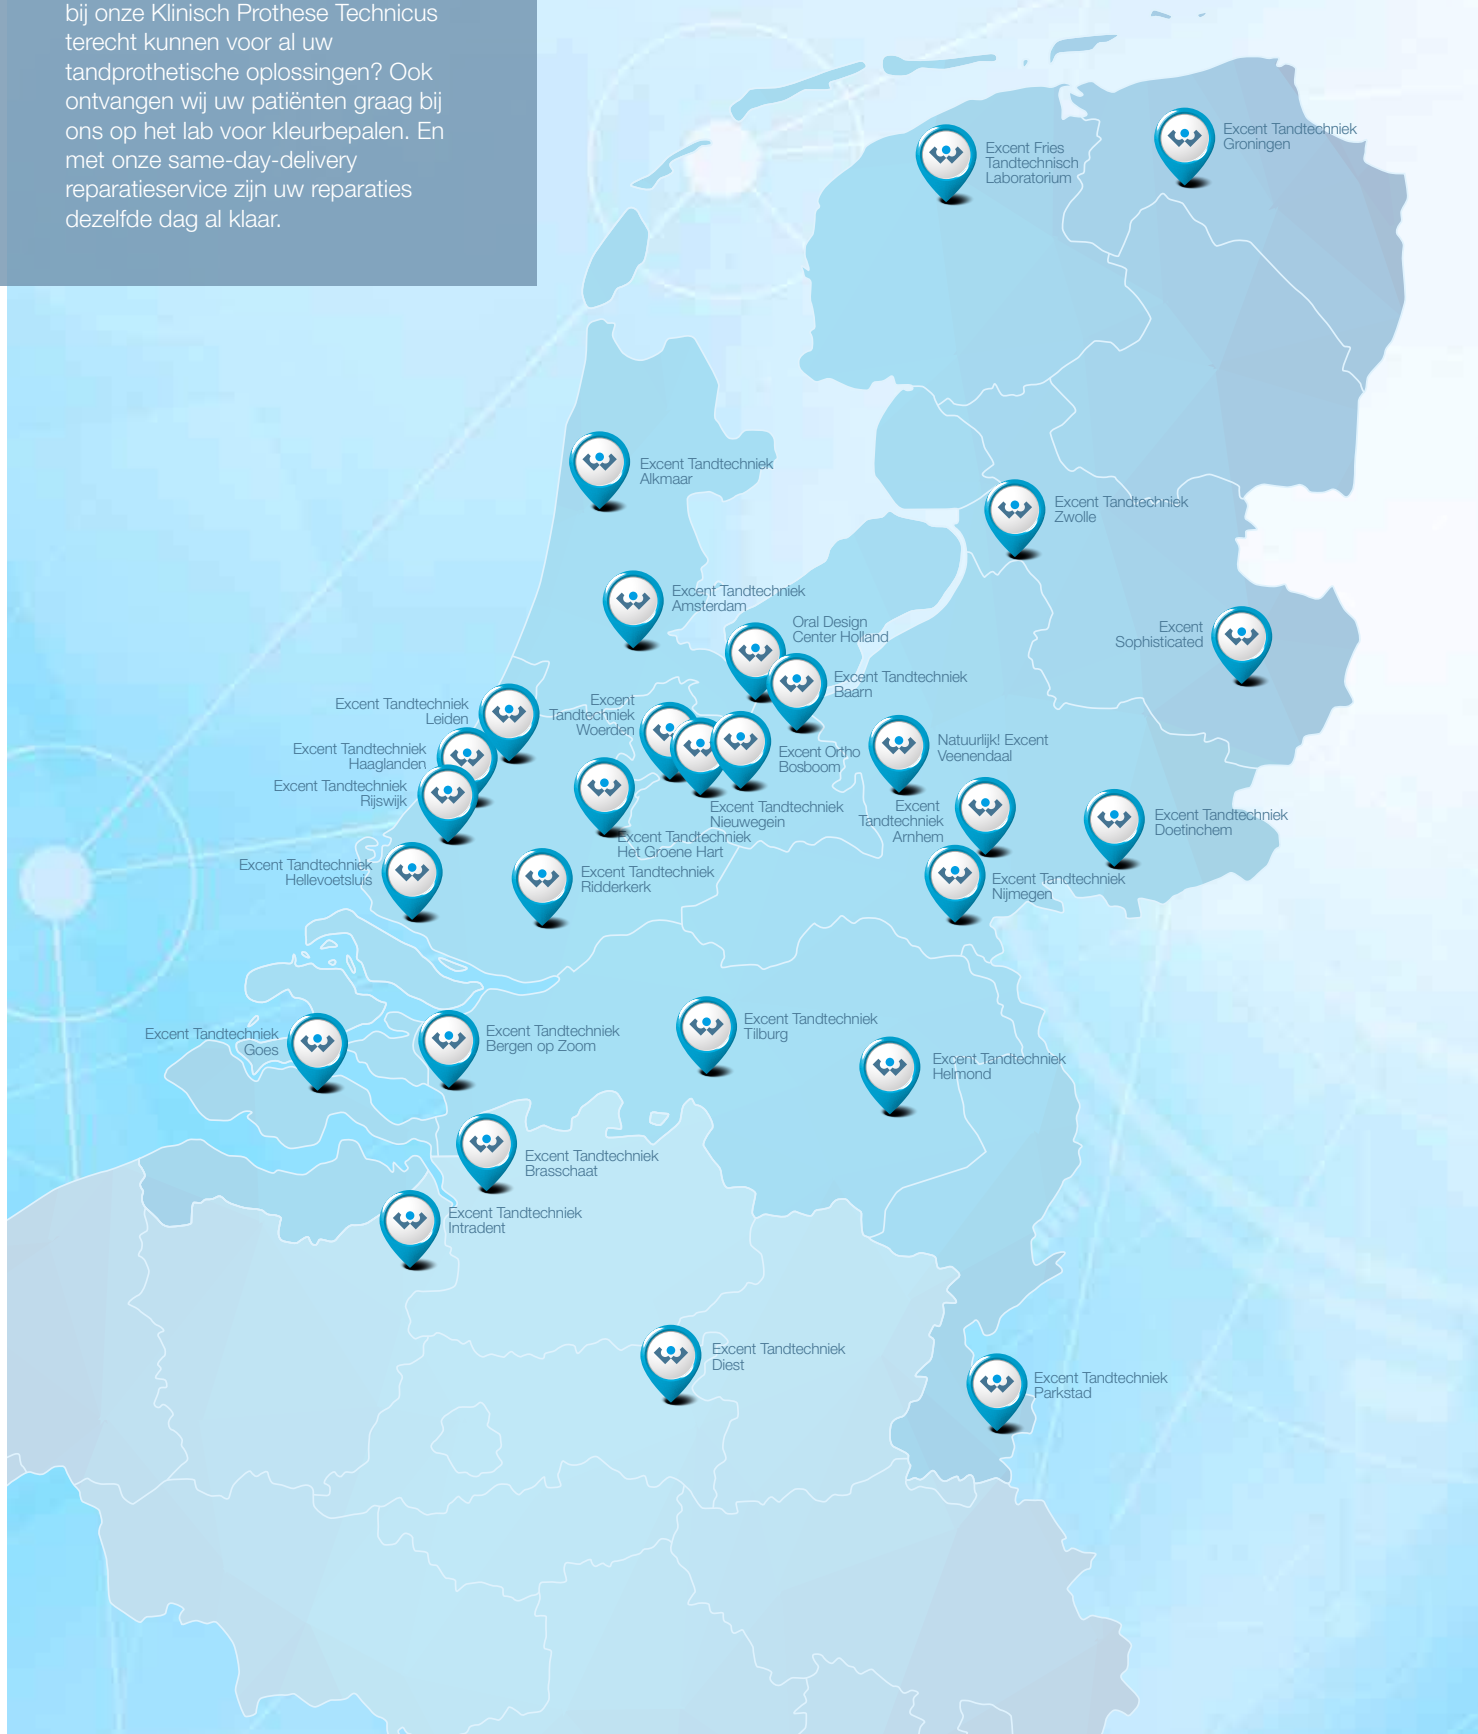 bij onze Klinisch Prothese Technicus
terecht kunnen voor al uw
tandprothetische oplossingen? Ook
ontvangen wij uw patiënten graag bij
ons op het lab voor kleurbepalen. En
met onze same-day-delivery
reparatieservice zijn uw reparaties
dezelfde dag al klaar.
Excent Tandtechniek
Groningen
Excent Fries
Tandtechnisch
Laboratorium
Excent Tandtechniek
Alkmaar
Excent Tandtechniek
Zwolle
Excent Tandtechniek
Amsterdam
Oral Design
Center Holland
Excent
Sophisticated
Excent Tandtechniek
Baarn
Excent Tandtechniek
Leiden
Excent
Tandtechniek
Woerden
Excent Tandtechniek
Haaglanden
Excent Ortho
Bosboom
Natuurlijk! Excent
Veenendaal
Excent Tandtechniek
Rijswijk
Excent Tandtechniek
Nieuwegein
Excent
Tandtechniek
Arnhem
Excent Tandtechniek
Doetinchem
Excent Tandtechniek
Het Groene Hart
Excent Tandtechniek
Hellevoetsluis
Excent Tandtechniek
Ridderkerk
Excent Tandtechniek
Nijmegen
Excent Tandtechniek
Goes
Excent Tandtechniek
Bergen op Zoom
Excent Tandtechniek
Tilburg
Excent Tandtechniek
Helmond
Excent Tandtechniek
Brasschaat
Excent Tandtechniek
Intradent
Excent Tandtechniek
Diest
Excent Tandtechniek
Parkstad